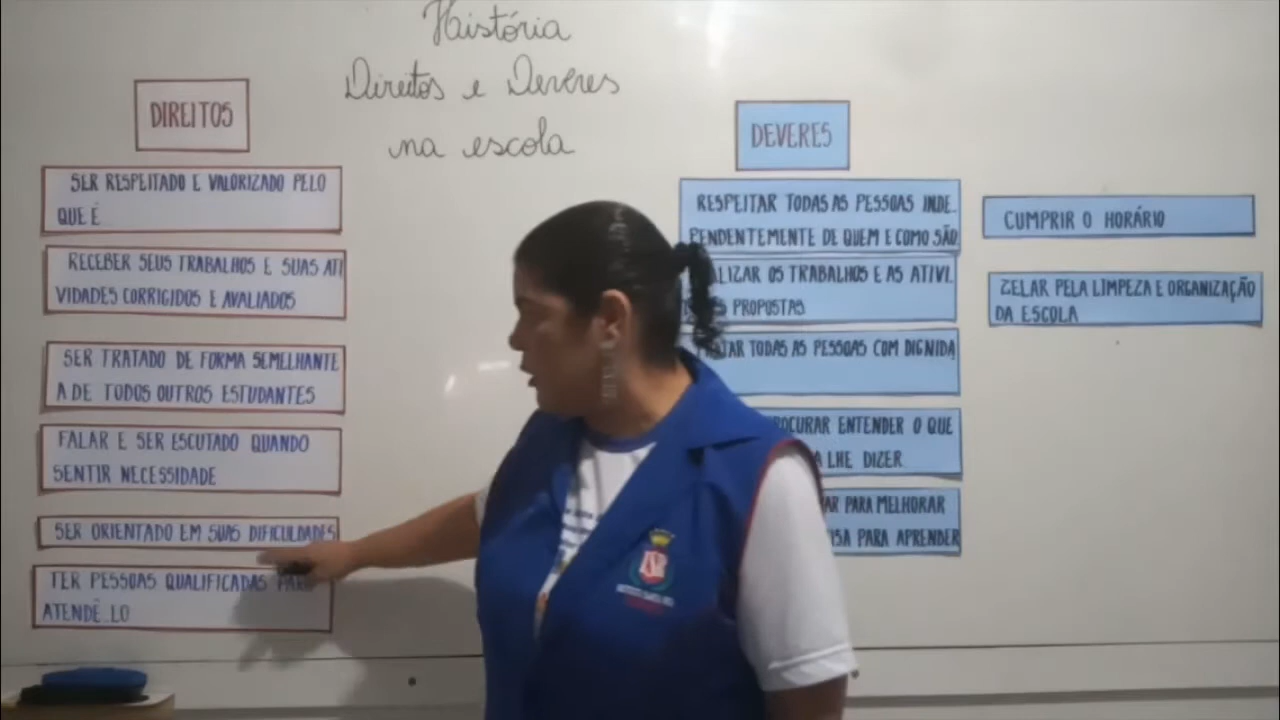 História
Direitos e Deveres
na escola
DIREITOS
SER RESPEITADO E VALORIZADO PELO
QUE É
RECEBER SEUS TRABALHOS E SUAS ATI
VIDADES CORRIGIDOS E AVALIADOS
SER TRATADO DE FORMA SEMELHANTE
A DE TODOS OUTROS ESTUDANTES
FALAR E SER ESCUTADO QUANDO
SENTIR NECESSIDADE
SER ORIENTADO EM SUAS DIFICULDADES
TER PESSOAS QUALIFICADAS PARA
ATENDÊ-LO
DEVERES
RESPEITAR TODAS AS PESSOAS INDE-
PENDENTEMENTE DE QUEM E COMO SÃO
OS TRABALHOS E AS ATIVI-
PROPOSTAS
TODAS AS PESSOAS COM DIGNIDA
ENTENDER O QUE
LHE DIZER
PARA MELHORAR
PARA APRENDER
CUMPRIR O HORÁRIO
ZELAR PELA LIMPEZA E ORGANIZAÇÃO
DA ESCOLA